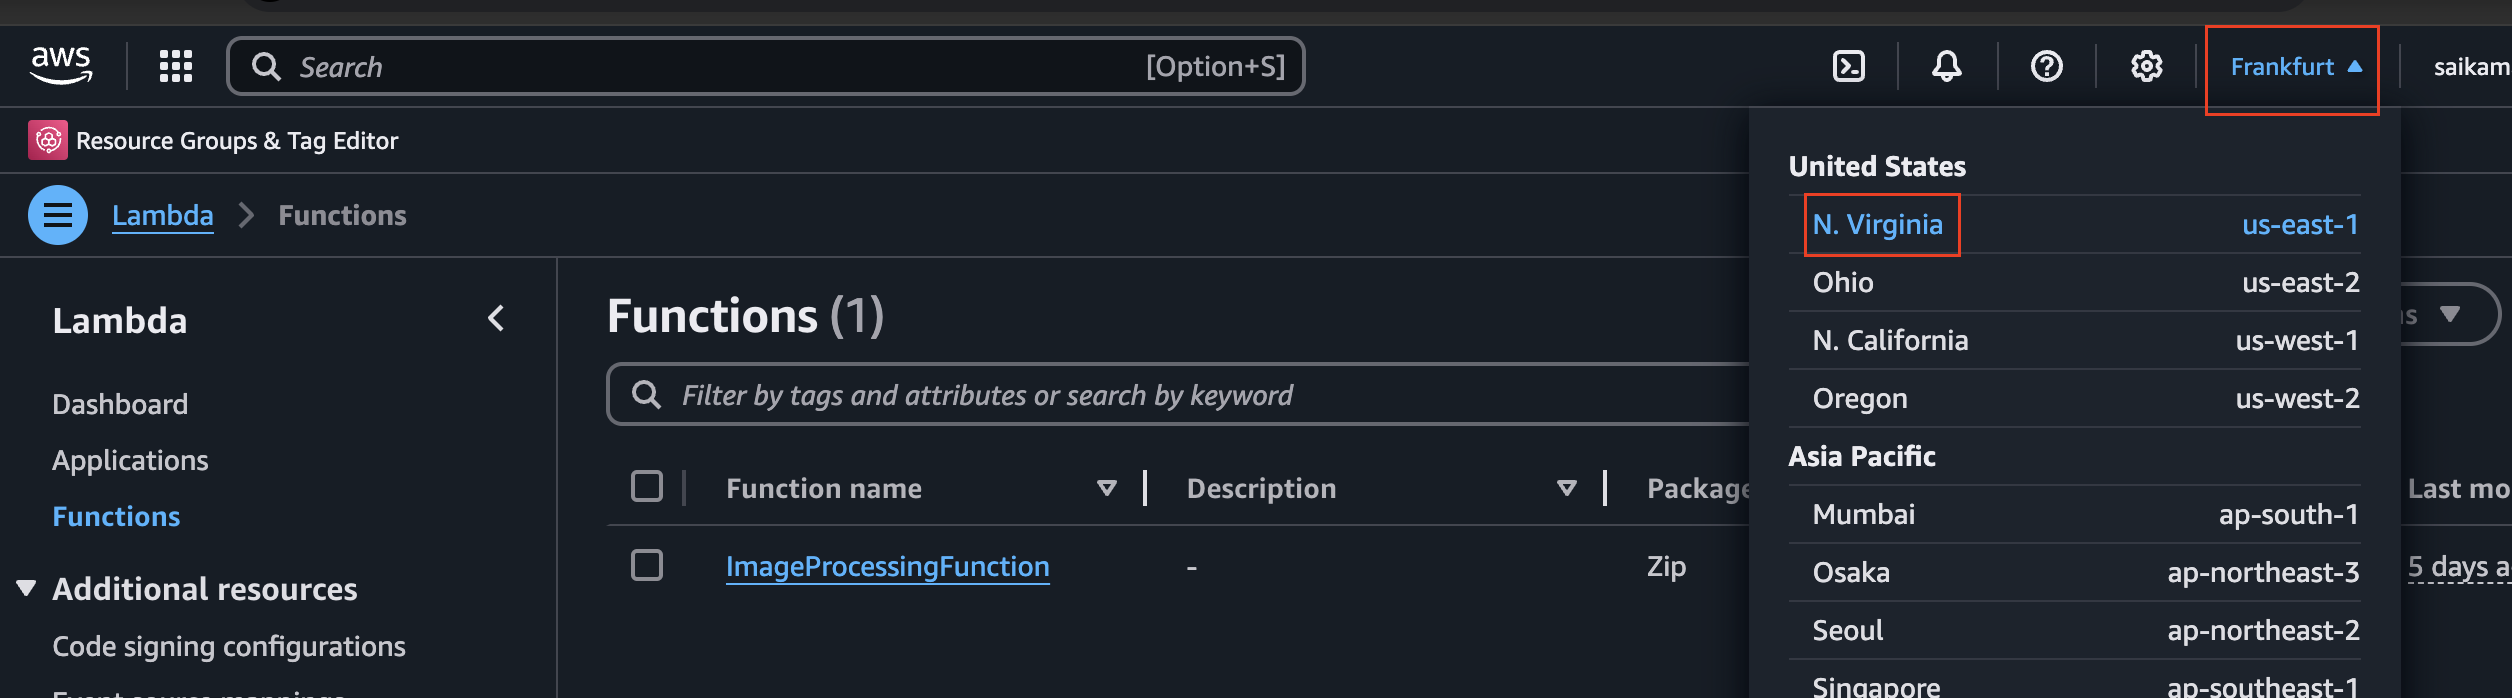 aws
Search [Option+S] Frankfurt saikam
Resource Groups & Tag Editor
Lambda Functions
Lambda
Dashboard
Applications
Functions
Additional resources
Code signing configurations
Event source mappings
Functions (1)
Filter by tags and attributes or search by keyword
Function name Description Package Last mo
ImageProcessingFunction - Zip 5 days a
United States
N. Virginia us-east-1
Ohio us-east-2
N. California us-west-1
Oregon us-west-2
Asia Pacific
Mumbai ap-south-1
Osaka ap-northeast-3
Seoul ap-northeast-2
Singapore ap-southeast-1